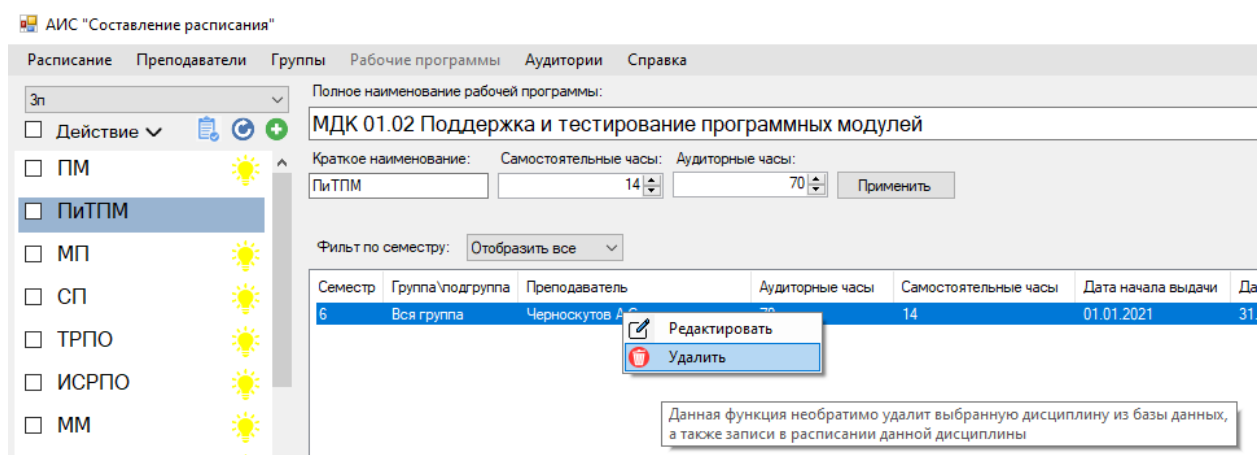 АИС "Составление расписания"
Расписание Преподаватели Группы Рабочие программы Аудитории Справка
3п
Действие
ПМ
ПиТПМ
МП
СП
ТРПО
ИСРПО
ММ
Полное наименование рабочей программы:
МДК 01.02 Поддержка и тестирование программных модулей
Краткое наименование: Самостоятельные часы: Аудиторные часы:
ПиТПМ 14 70 Применить
Фильт по семестру: Отобразить все
Семестр Группа\подгруппа Преподаватель Аудиторные часы Самостоятельные часы Дата начала выдачи
6 Вся группа Черноскутов 70 14 01.01.2021 31.
Редактировать
Удалить
Данная функция необратимо удалит выбранную дисциплину из базы данных,
а также записи в расписании данной дисциплины